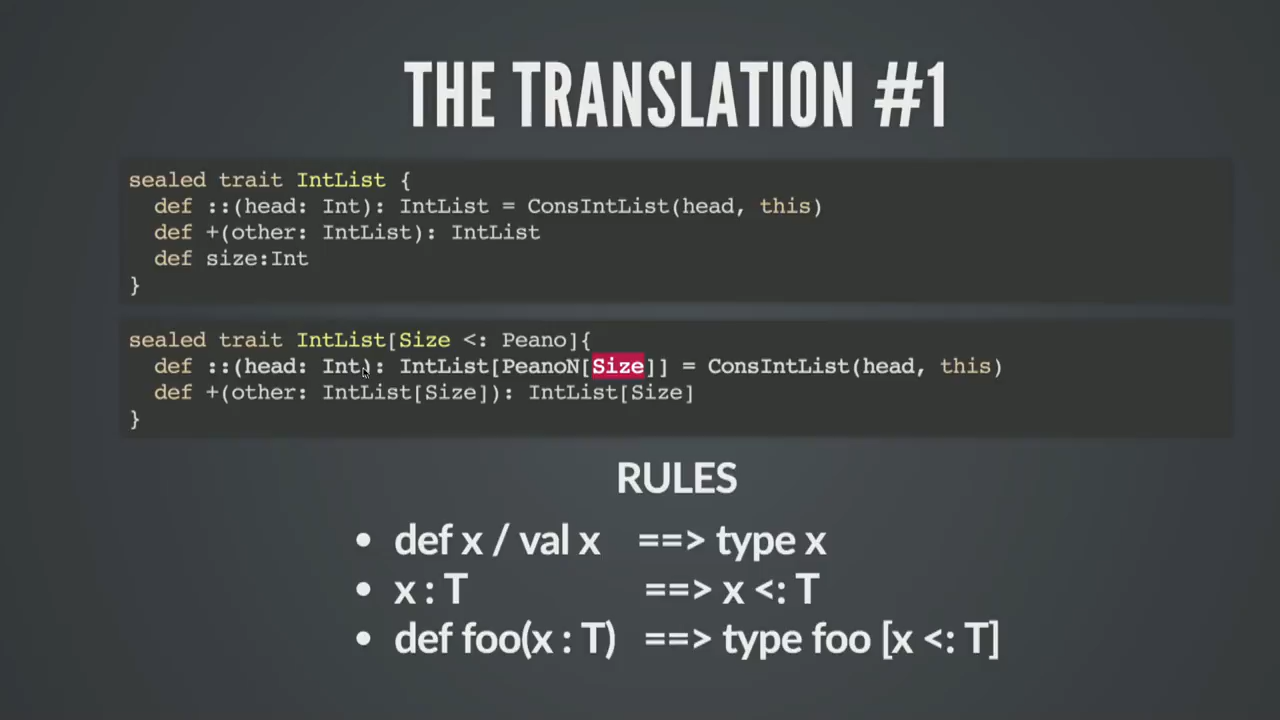 THE TRANSLATION #1
sealed trait IntList {
  def ::(head: Int): IntList = ConsIntList(head, this)
  def +(other: IntList): IntList
  def size:Int
}
sealed trait IntList[Size <: Peano]{
  def ::(head: Int): IntList[PeanoN[Size]] = ConsIntList(head, this)
  def +(other: IntList[Size]): IntList[Size]
}
RULES
• def x / val x ==> type x
• x : T ==> x <: T
• def foo(x : T) ==> type foo [x <: T]